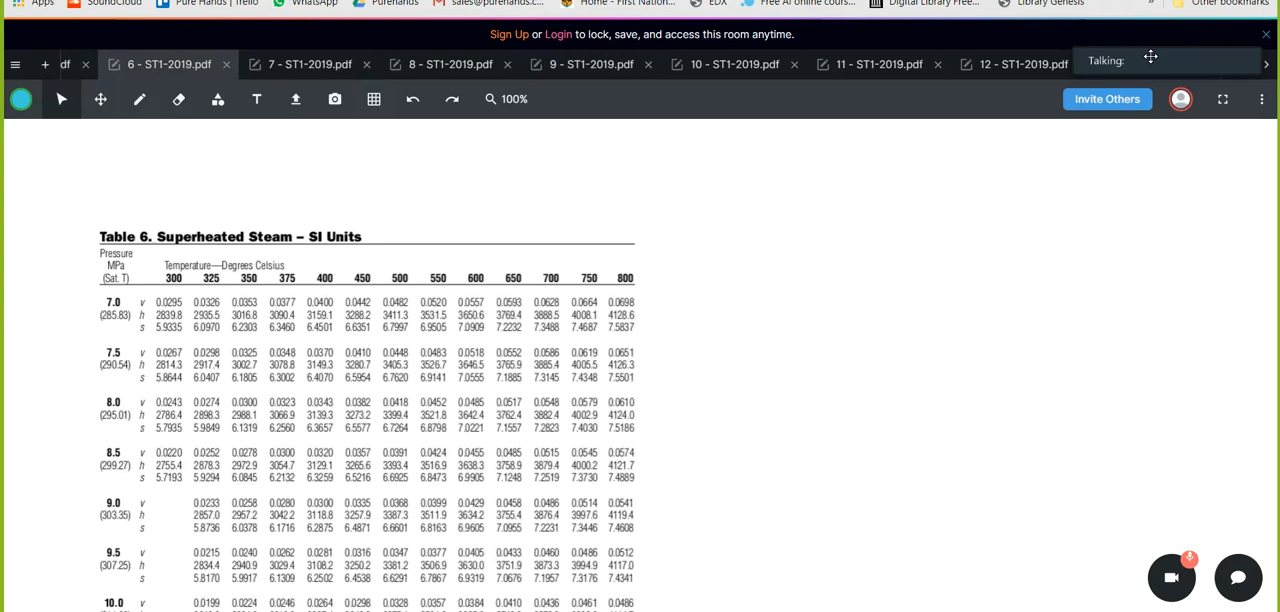 Apps SoundCloud Pure Hands | Trello WhatsApp Purehands sales@purehands.c... Home - First Nation... EDX Free AI online cours... Digital Library Free... Library Genesis » Other bookmarks
Sign Up or Login to lock, save, and access this room anytime.
df 6 - ST1-2019.pdf 7 - ST1-2019.pdf 8 - ST1-2019.pdf 9 - ST1-2019.pdf 10 - ST1-2019.pdf 11 - ST1-2019.pdf 12 - ST1-2019.pdf Talking:
T 100% Invite Others
Table 6. Superheated Steam – SI Units
Pressure
MPa Temperature—Degrees Celsius
(Sat. T) 300 325 350 375 400 450 500 550 600 650 700 750 800
7.0 v 0.0295 0.0326 0.0353 0.0377 0.0400 0.0442 0.0482 0.0520 0.0557 0.0593 0.0628 0.0664 0.0698
(285.83) h 2839.8 2935.5 3016.8 3090.4 3159.1 3288.2 3411.3 3531.5 3650.6 3769.4 3888.5 4008.1 4128.6
s 5.9335 6.0970 6.2303 6.3460 6.4501 6.6351 6.7997 6.9505 7.0909 7.2232 7.3488 7.4687 7.5837
7.5 v 0.0267 0.0298 0.0325 0.0348 0.0370 0.0410 0.0448 0.0483 0.0518 0.0552 0.0586 0.0619 0.0651
(290.54) h 2814.3 2917.4 3002.7 3078.8 3149.3 3280.7 3405.3 3526.7 3646.5 3765.9 3885.4 4005.5 4126.3
s 5.8644 6.0407 6.1805 6.3002 6.4070 6.5954 6.7620 6.9141 7.0555 7.1885 7.3145 7.4348 7.5501
8.0 v 0.0243 0.0274 0.0300 0.0323 0.0343 0.0382 0.0418 0.0452 0.0485 0.0517 0.0548 0.0579 0.0610
(295.01) h 2786.4 2898.3 2988.1 3066.9 3139.3 3273.2 3399.4 3521.8 3642.4 3762.4 3882.4 4002.9 4124.0
s 5.7935 5.9849 6.1319 6.2560 6.3657 6.5577 6.7264 6.8798 7.0221 7.1557 7.2823 7.4030 7.5186
8.5 v 0.0220 0.0252 0.0278 0.0300 0.0320 0.0357 0.0391 0.0424 0.0455 0.0485 0.0515 0.0545 0.0574
(299.27) h 2755.4 2878.3 2972.9 3054.7 3129.1 3265.6 3393.4 3516.9 3638.3 3758.9 3879.4 4000.2 4121.7
s 5.7193 5.9294 6.0845 6.2132 6.3259 6.5216 6.6925 6.8473 6.9905 7.1248 7.2519 7.3730 7.4889
9.0 v 0.0233 0.0258 0.0280 0.0300 0.0335 0.0368 0.0399 0.0429 0.0458 0.0486 0.0514 0.0541
(303.35) h 2857.0 2957.2 3042.2 3118.8 3257.9 3387.3 3511.9 3634.2 3755.4 3876.4 3997.6 4119.4
s 5.8736 6.0378 6.1716 6.2875 6.4871 6.6601 6.8163 6.9605 7.0955 7.2231 7.3446 7.4608
9.5 v 0.0215 0.0240 0.0262 0.0281 0.0316 0.0347 0.0377 0.0405 0.0433 0.0460 0.0486 0.0512
(307.25) h 2834.4 2940.9 3029.4 3108.2 3250.2 3381.2 3506.9 3630.0 3751.9 3873.3 3994.9 4117.0
s 5.8170 5.9917 6.1309 6.2502 6.4538 6.6291 6.7867 6.9319 7.0676 7.1957 7.3176 7.4341
10.0 v 0.0199 0.0224 0.0246 0.0264 0.0298 0.0328 0.0357 0.0384 0.0410 0.0436 0.0461 0.0486